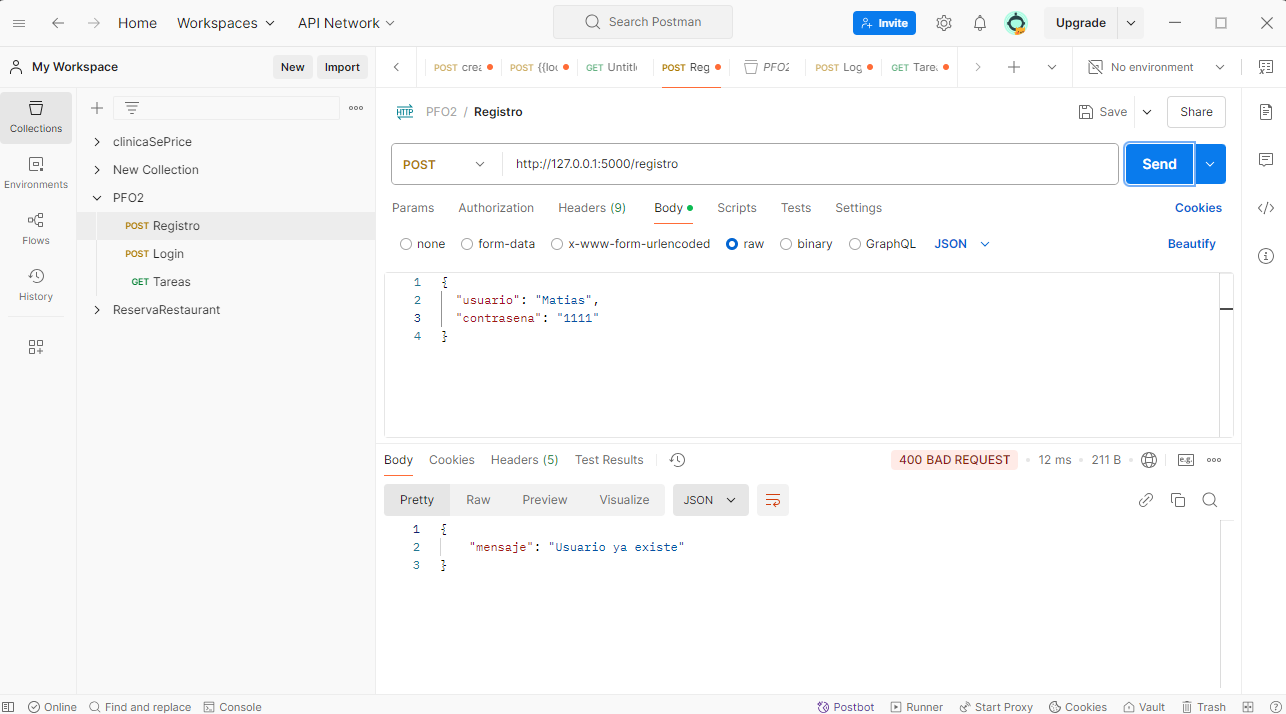 Home Workspaces API Network Search Postman Invite Upgrade
My Workspace New Import POST crea POST {{loc GET Untitl POST Reg PFO2 POST Log GET Tarea No environment
Collections
Environments
Flows
History
clinicaSePrice
New Collection
PFO2
POST Registro
POST Login
GET Tareas
ReservaRestaurant
HTTP PFO2 / Registro Save Share
POST http://127.0.0.1:5000/registro Send
Params Authorization Headers (9) Body Scripts Tests Settings Cookies
none form-data x-www-form-urlencoded raw binary GraphQL JSON Beautify
1 {
2 "usuario": "Matias",
3 "contrasena": "1111"
4 }
Body Cookies Headers (5) Test Results 400 BAD REQUEST 12 ms 211 B e.g.
Pretty Raw Preview Visualize JSON
1 {
2 "mensaje": "Usuario ya existe"
3 }
Online Find and replace Console Postbot Runner Start Proxy Cookies Vault Trash